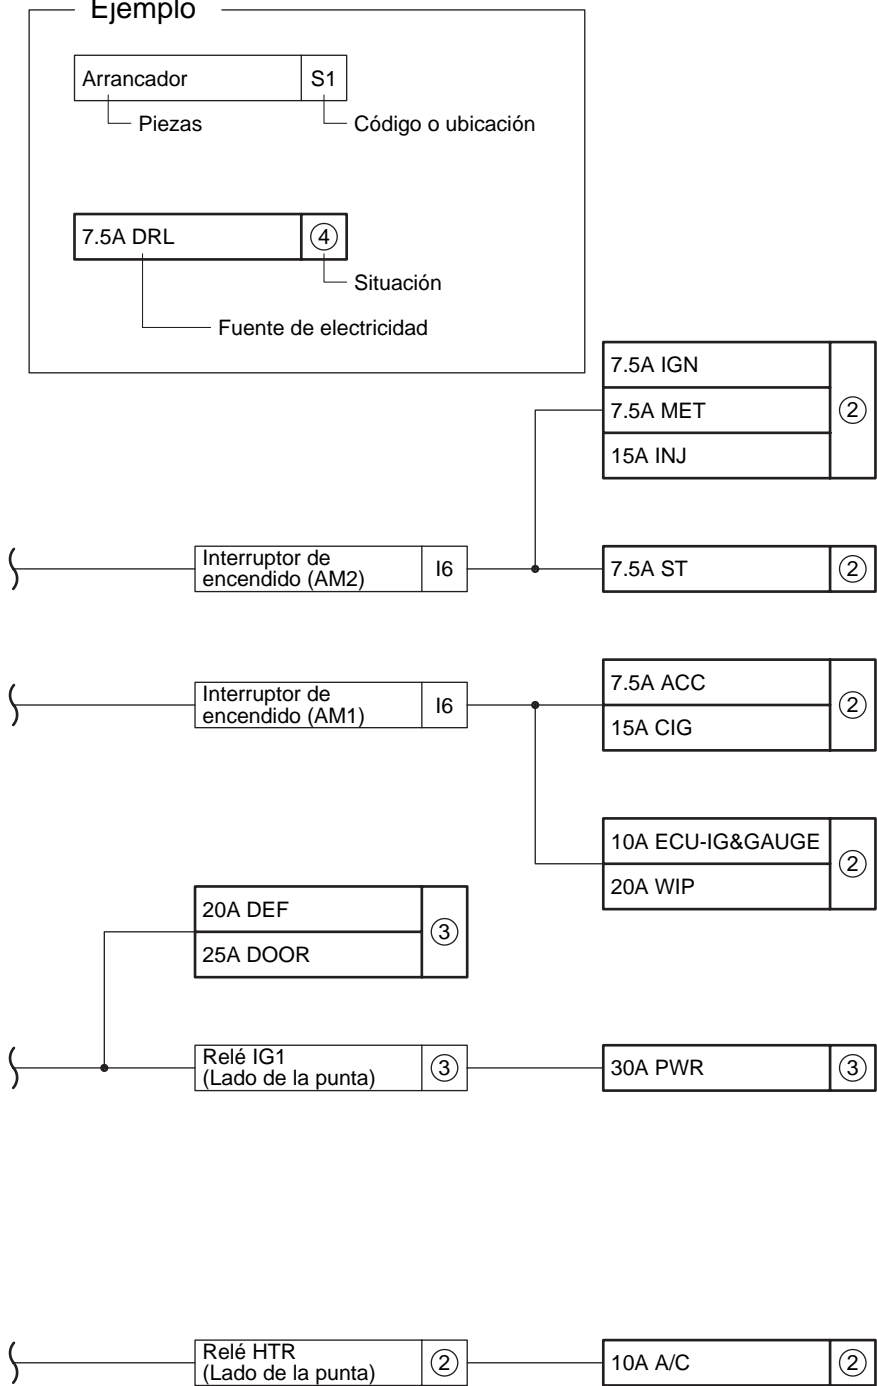 Ejemplo
Arrancador
S1
Piezas
Código o ubicación
7.5A DRL
4
Situación
Fuente de electricidad
7.5A IGN
7.5A MET
2
15A INJ
Interruptor de
encendido (AM2)
I6
7.5A ST
2
Interruptor de
encendido (AM1)
I6
7.5A ACC
2
15A CIG
10A ECU-IG&GAUGE
2
20A WIP
20A DEF
3
25A DOOR
Relé IG1
(Lado de la punta)
3
30A PWR
3
Relé HTR
(Lado de la punta)
2
10A A/C
2